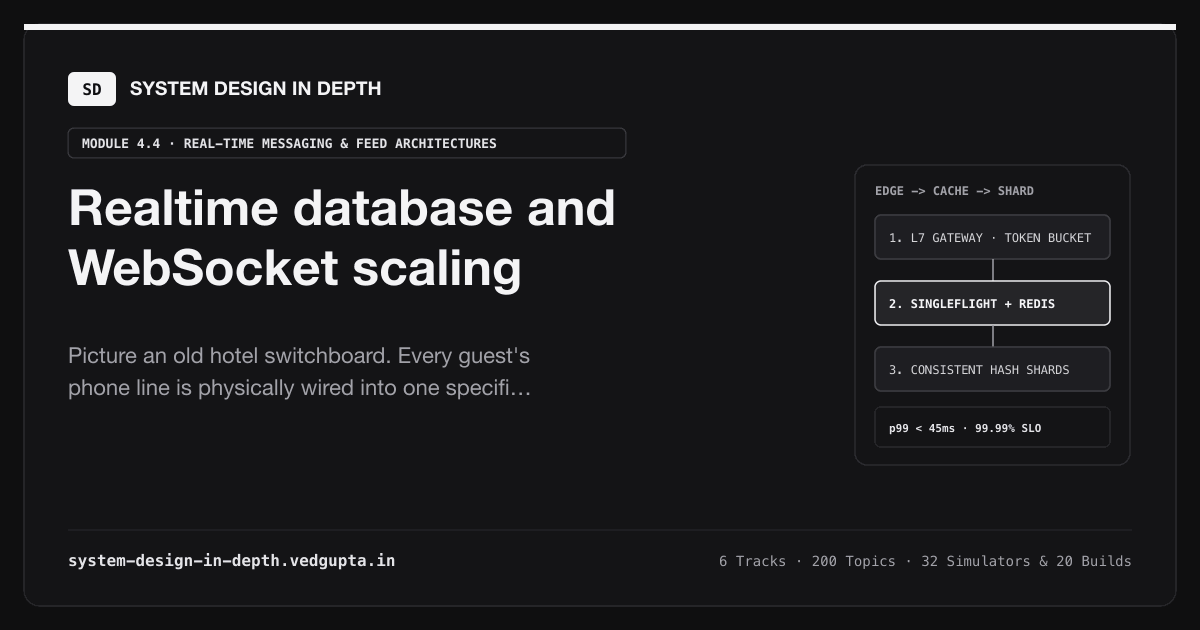 SD SYSTEM DESIGN IN DEPTH
MODULE 4.4 · REAL-TIME MESSAGING & FEED ARCHITECTURES
Realtime database and
WebSocket scaling
Picture an old hotel switchboard. Every guest's
phone line is physically wired into one specifi…
EDGE -> CACHE -> SHARD
1. L7 GATEWAY · TOKEN BUCKET
2. SINGLEFLIGHT + REDIS
3. CONSISTENT HASH SHARDS
p99 < 45ms · 99.99% SLO
system-design-in-depth.vedgupta.in
6 Tracks · 200 Topics · 32 Simulators & 20 Builds